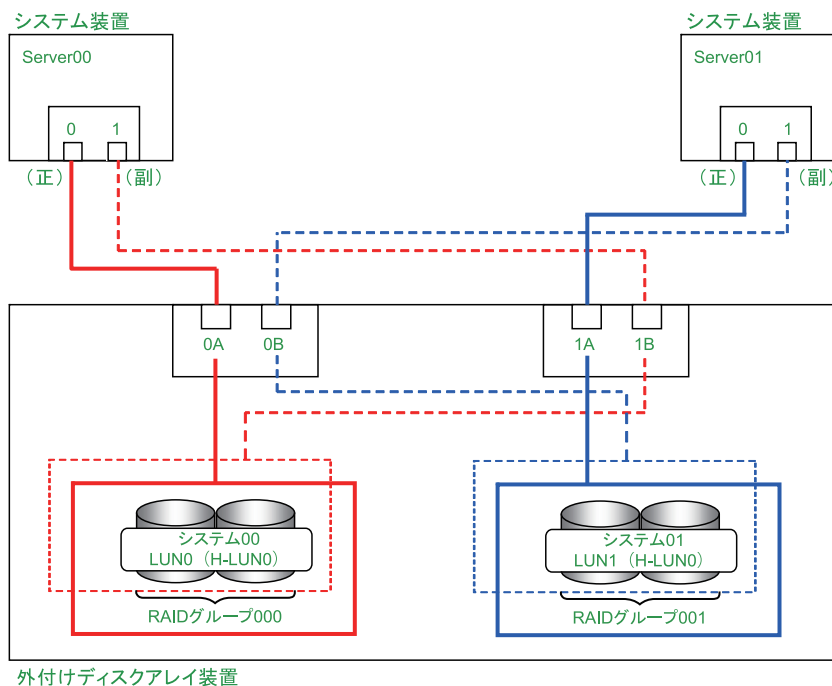 システム装置
システム装置
Server00
Server01
0 1
0 1
（正） （副）
（正） （副）
0A 0B
1A 1B
システム00
LUN0（H-LUN0）
システム01
LUN1（H-LUN0）
RAIDグループ000
RAIDグループ001
外付けディスクアレイ装置